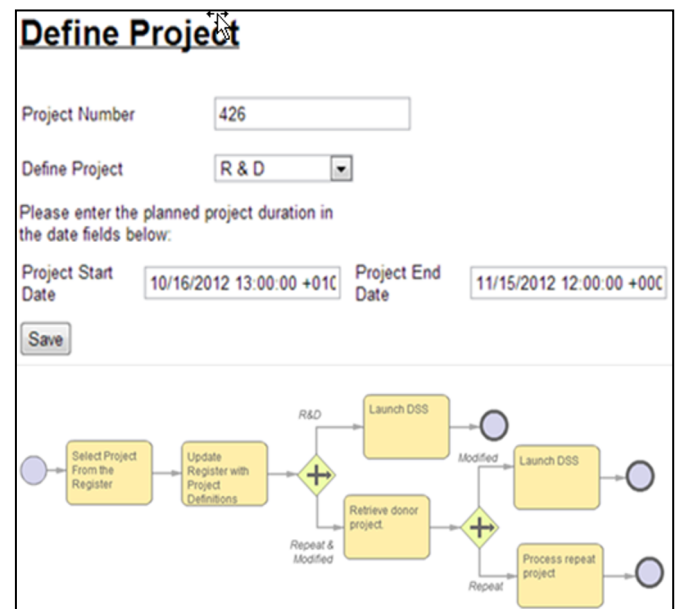 Define Project
Project Number
426
Define Project
R & D
Please enter the planned project duration in
the date fields below:
Project Start
Date
10/16/2012 13:00:00 +010
Project End
Date
11/15/2012 12:00:00 +000
Save
R&D
Launch DSS
Select Project
From the
Register
Update
Register with
Project
Definitions
Modified
Launch DSS
Retrieve donor
project.
Repeat &
Modified
Process repeat
project
Repeat